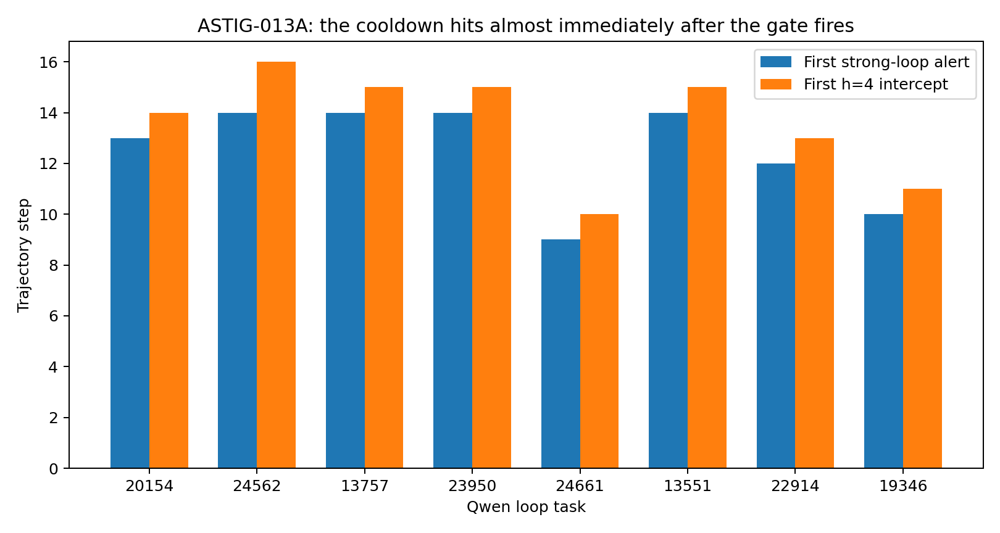 ASTIG-013A: the cooldown hits almost immediately after the gate fires
First strong-loop alert
First h=4 intercept
Trajectory step
16
14
12
10
8
6
4
2
0
20154 24562 13757 23950 24661 13551 22914 19346
Qwen loop task